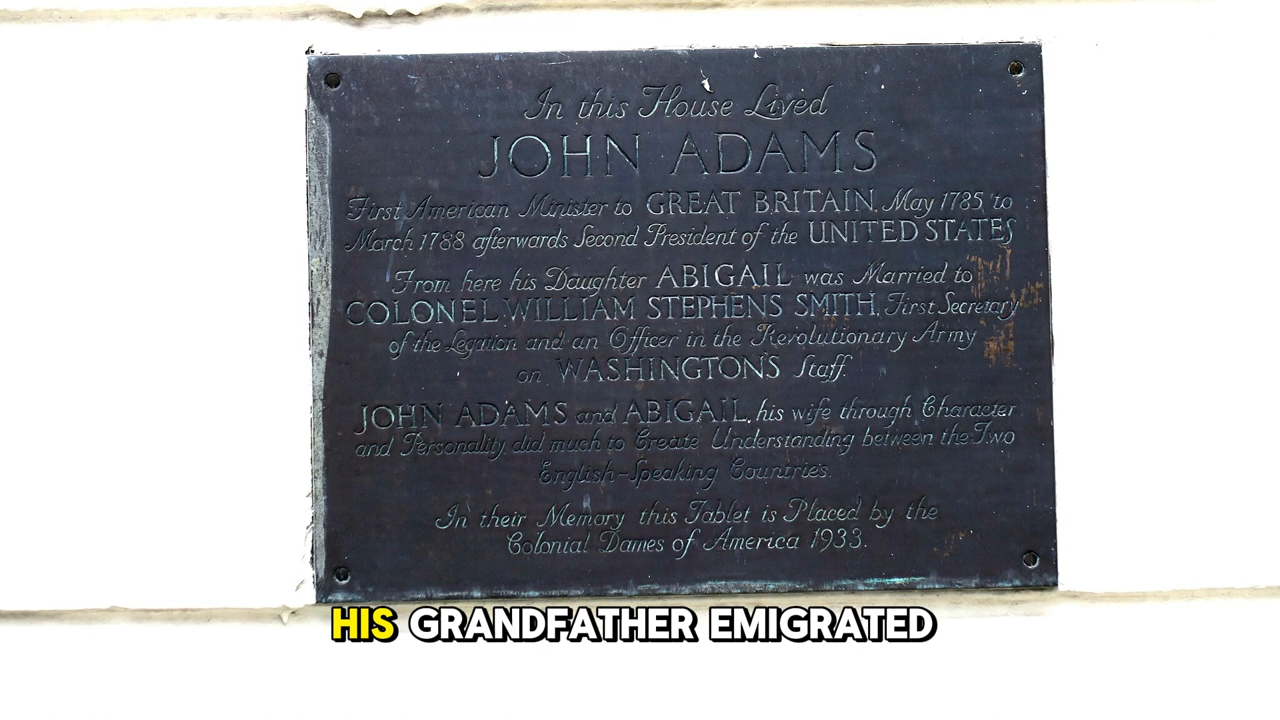 In this House Lived
JOHN ADAMS
First American Minister to GREAT BRITAIN, May 1785 to
March 1788 afterwards Second President of the UNITED STATES
From here his Daughter ABIGAIL was Married to
COLONEL WILLIAM STEPHENS SMITH, First Secretary
of the Legation and an Officer in the Revolutionary Army
on WASHINGTON'S Staff.
JOHN ADAMS and ABIGAIL, his wife through Character
and Personality did much to Create Understanding between the Two
English-Speaking Countries.
In their Memory this Tablet is Placed by the
Colonial Dames of America 1933.
HIS GRANDFATHER EMIGRATED